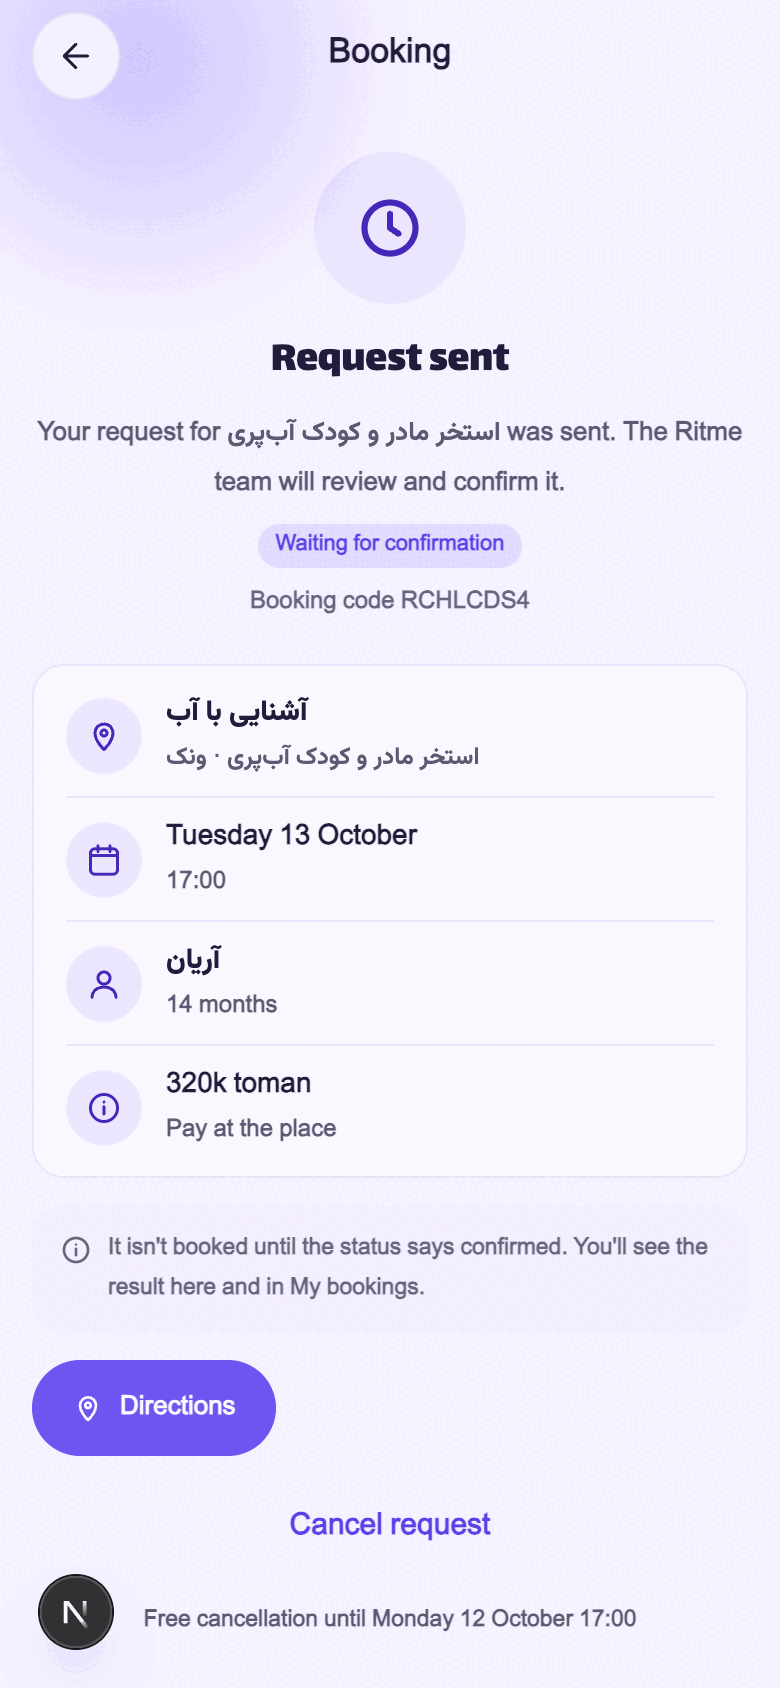 Booking
Request sent
Your request for استخر مادر و کودک آب‌پری was sent. The Ritme
team will review and confirm it.
Waiting for confirmation
Booking code RCHLCDS4
آشنایی با آب
استخر مادر و کودک آب‌پری · ونک
Tuesday 13 October
17:00
آریان
14 months
320k toman
Pay at the place
It isn't booked until the status says confirmed. You'll see the
result here and in My bookings.
Directions
Cancel request
N
Free cancellation until Monday 12 October 17:00